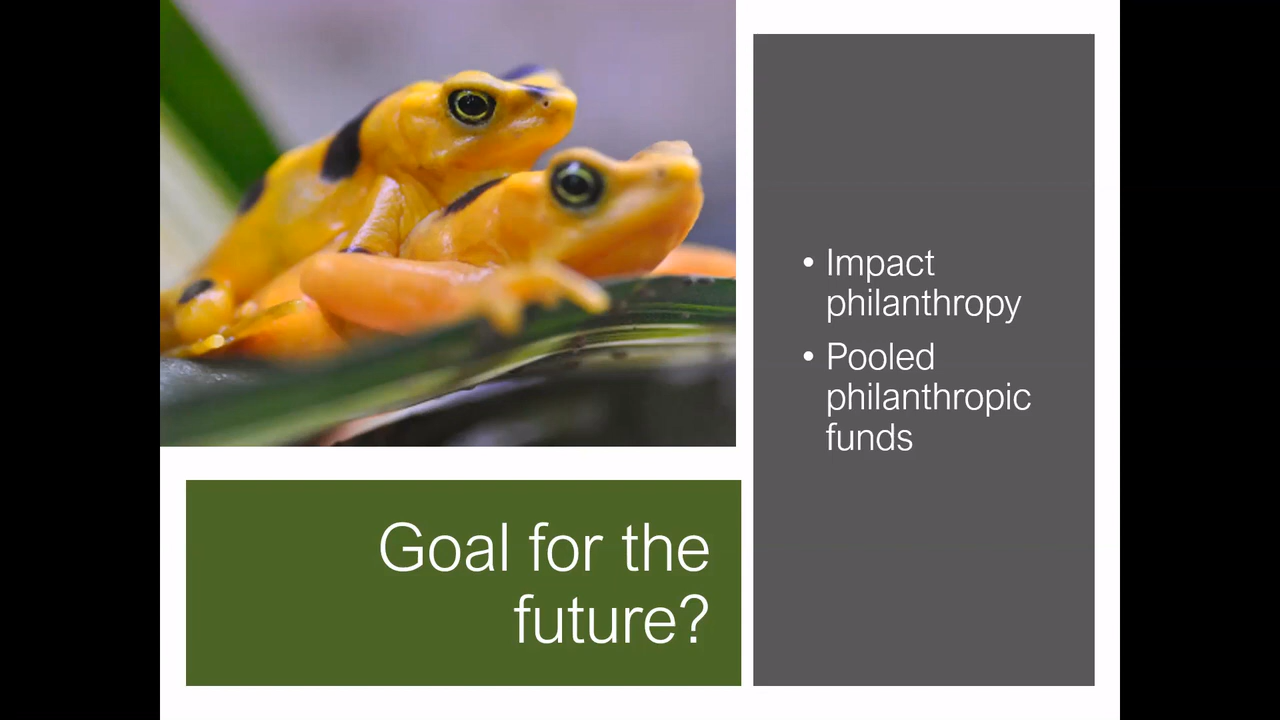 • Impact
philanthropy
• Pooled
philanthropic
funds
Goal for the
future?